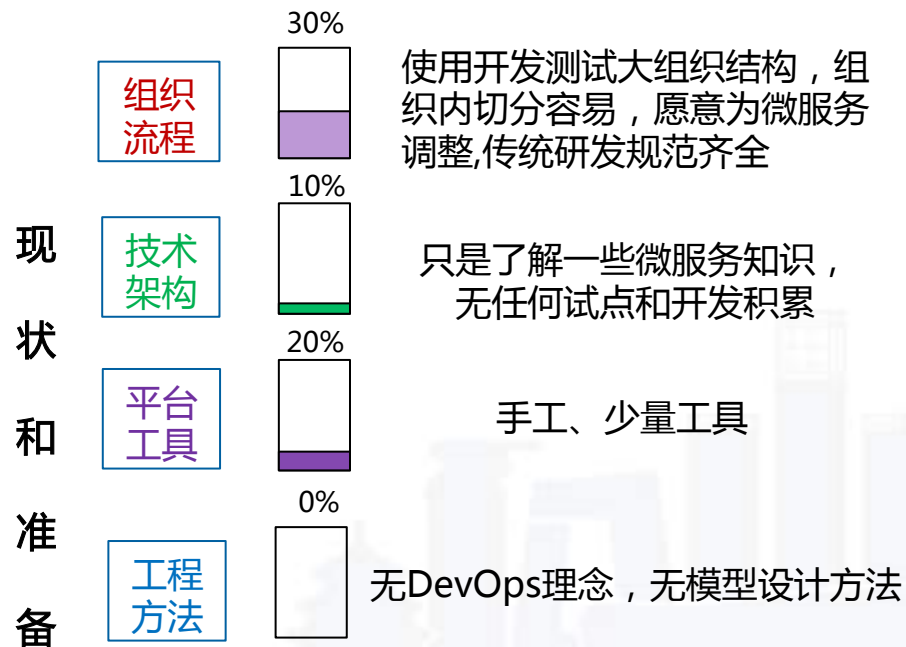 现状和准备
30%
组织
流程
使用开发测试大组织结构，组
织内切分容易，愿意为微服务
调整,传统研发规范齐全
10%
技术
架构
只是了解一些微服务知识，
无任何试点和开发积累
20%
平台
工具
手工、少量工具
0%
工程
方法
无DevOps理念，无模型设计方法